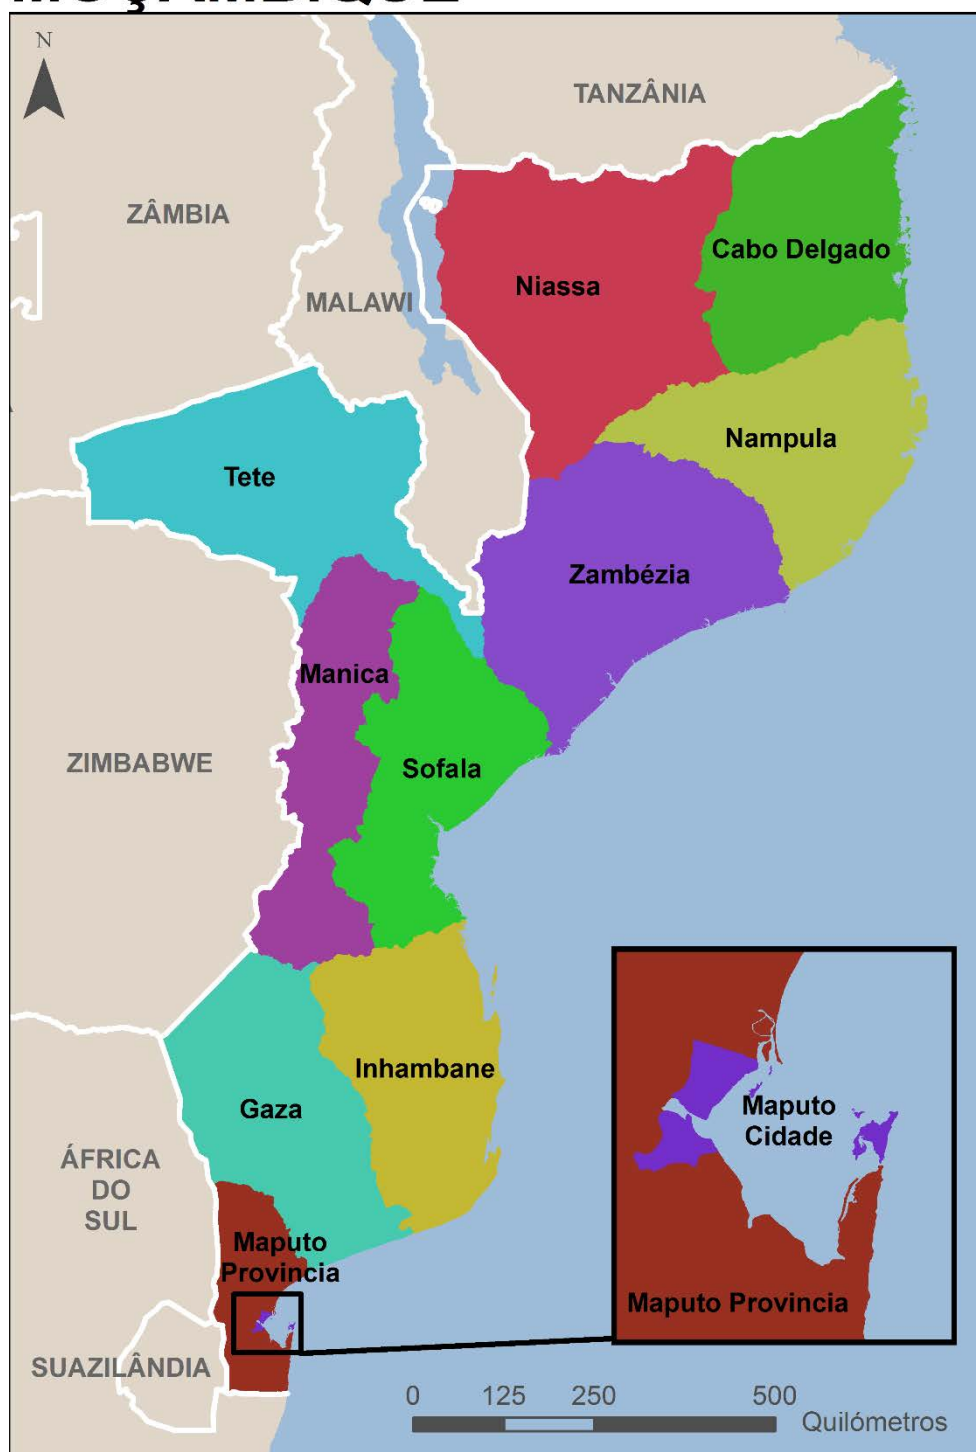 MOÇAMBIQUE
N
TANZÂNIA
ZÂMBIA
Cabo Delgado
Niassa
MALAWI
Nampula
Tete
Zambézia
Manica
ZIMBABWE
Sofala
Inhambane
Gaza
Maputo
Cidade
ÁFRICA
DO
SUL
Maputo
Provincia
Maputo Provincia
SUAZILÂNDIA
0 125 250 500
Quilómetros